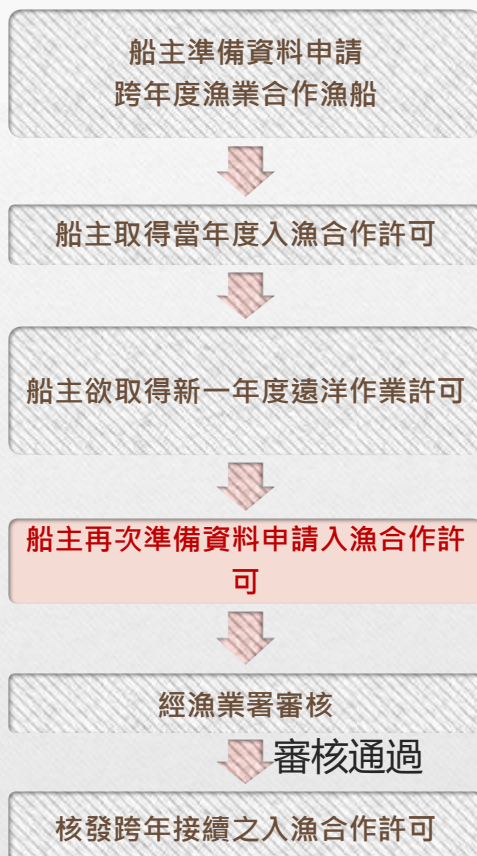 船主準備資料申請
跨年度漁業合作漁船
船主取得當年度入漁合作許可
船主欲取得新一年度遠洋作業許可
船主再次準備資料申請入漁合作許
可
經漁業署審核
審核通過
核發跨年接續之入漁合作許可